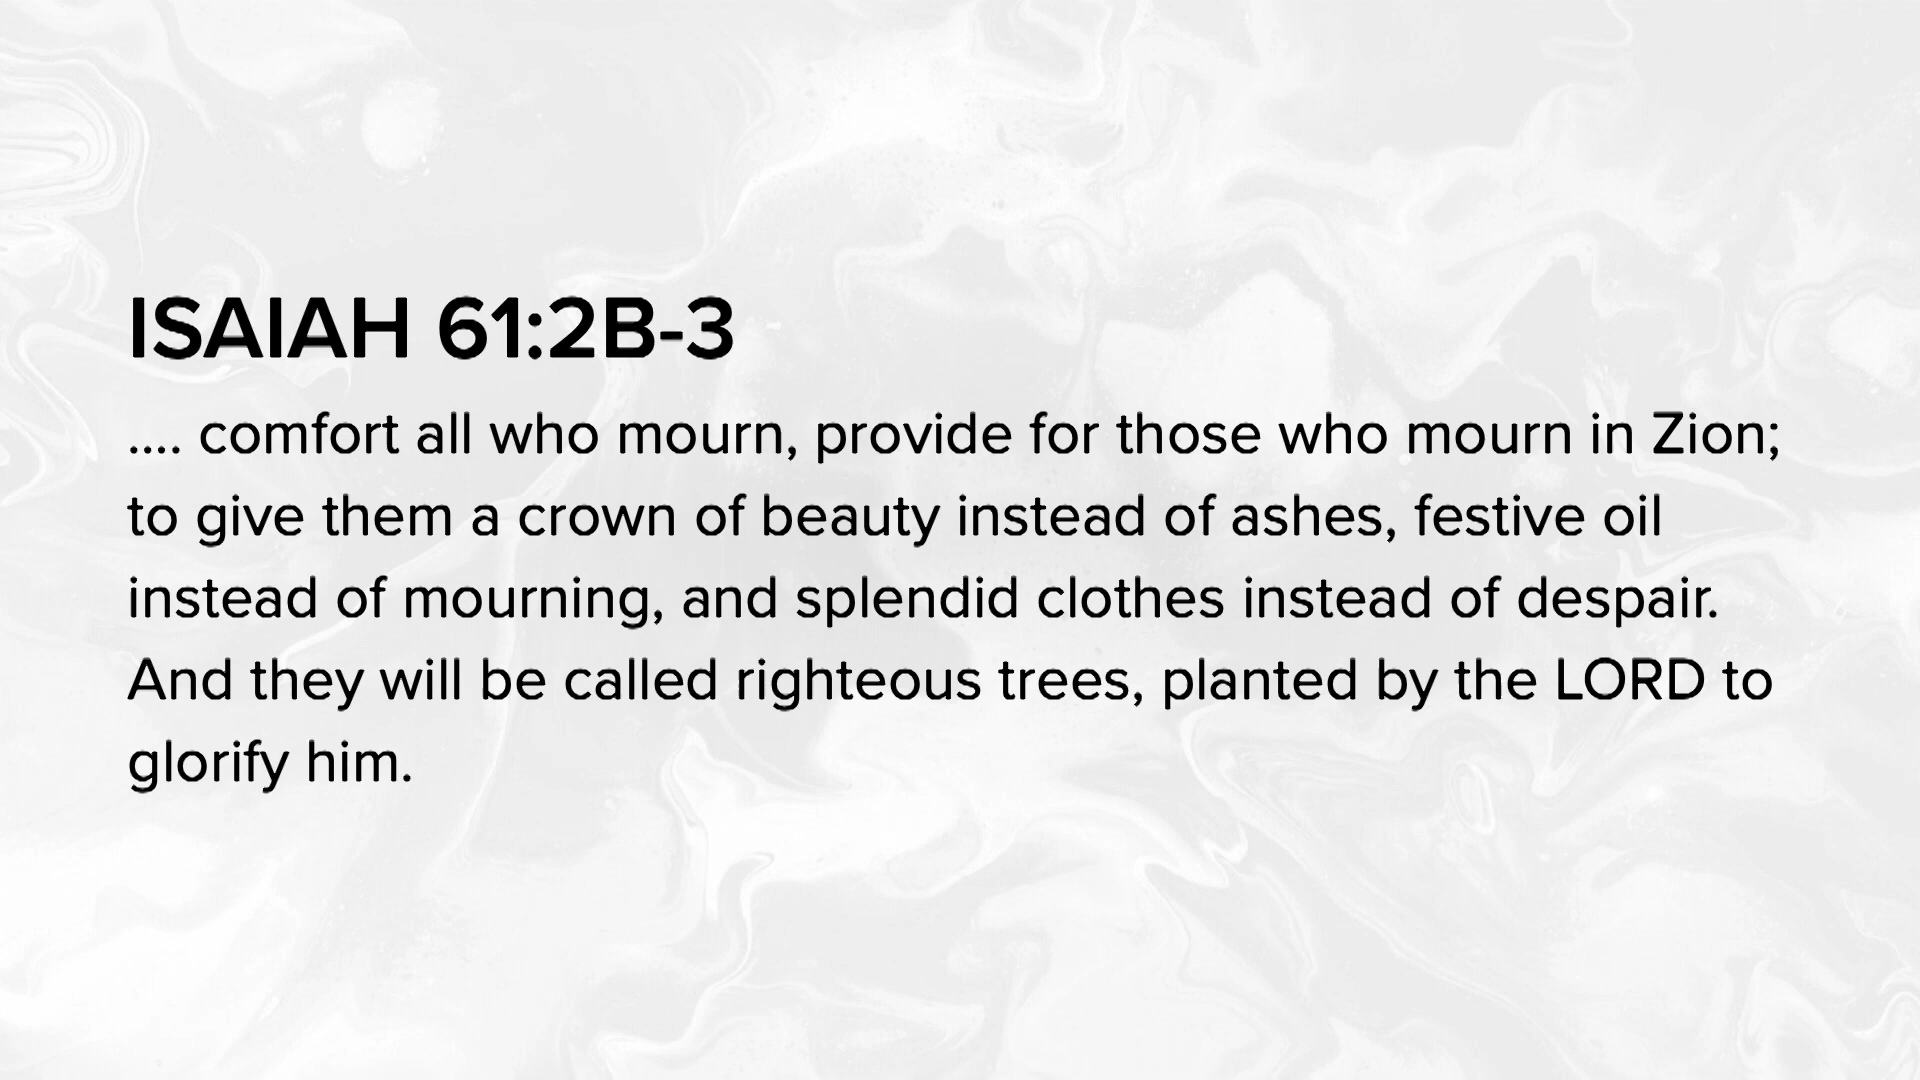 ISAIAH 61:2B-3
.... comfort all who mourn, provide for those who mourn in Zion;
to give them a crown of beauty instead of ashes, festive oil
instead of mourning, and splendid clothes instead of despair.
And they will be called righteous trees, planted by the LORD to
glorify him.